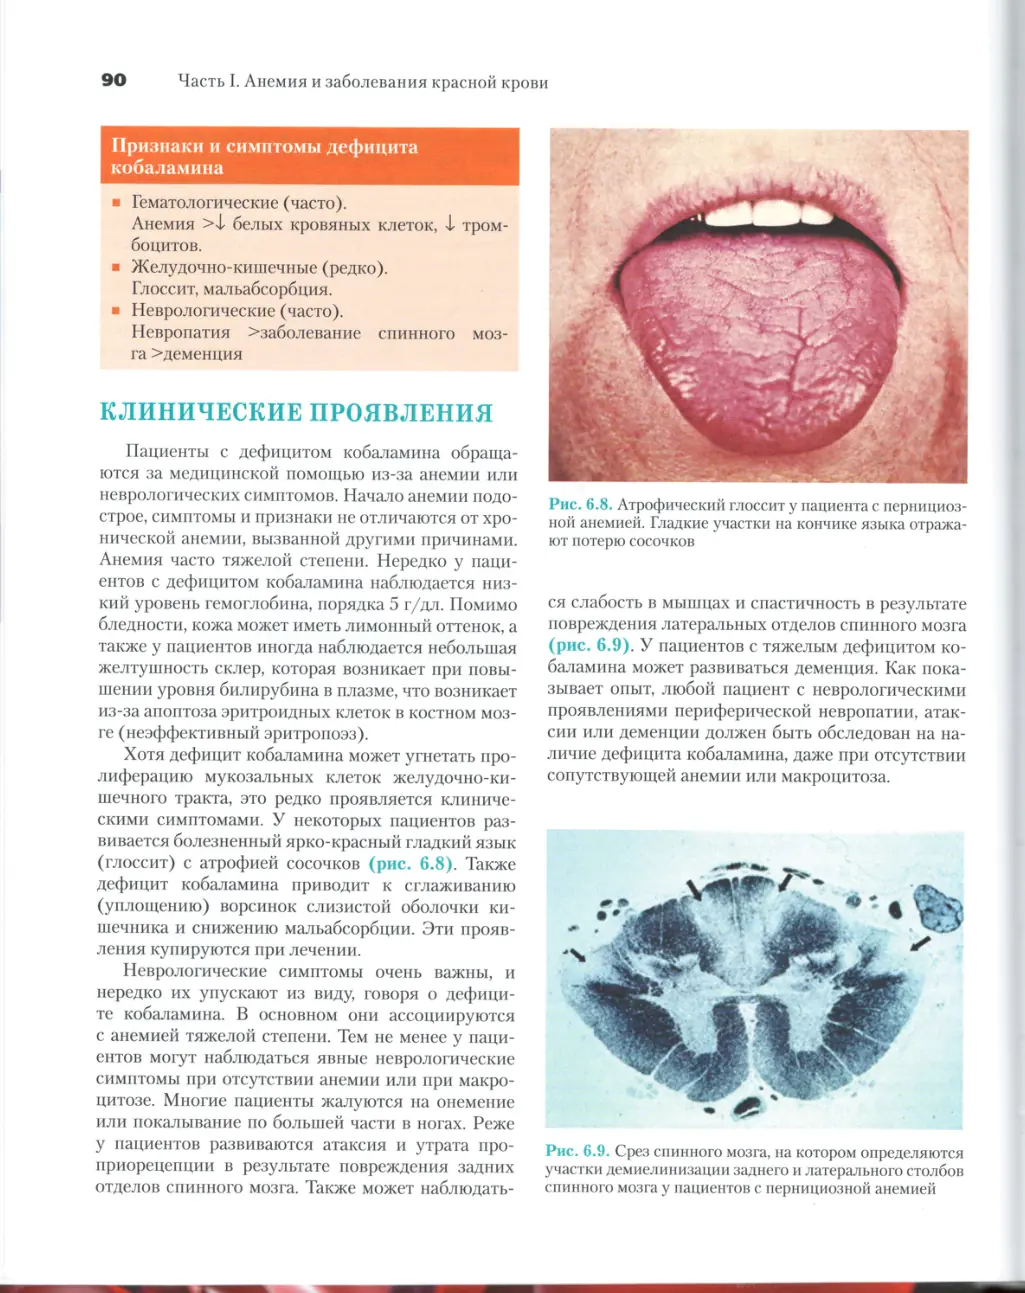 90 Часть I. Анемия и заболевания красной крови
Признаки и симптомы дефицита
кобаламина
■ Гематологические (часто).
Анемия >↓ белых кровяных клеток, ↓ тром-
боцитов.
■ Желудочно-кишечные (редко).
Глоссит, мальабсорбция.
■ Неврологические (часто).
Невропатия >заболевание спинного моз-
га >деменция
КЛИНИЧЕСКИЕ ПРОЯВЛЕНИЯ
Пациенты с дефицитом кобаламина обраща-
ются за медицинской помощью из-за анемии или
неврологических симптомов. Начало анемии подо-
строе, симптомы и признаки не отличаются от хро-
нической анемии, вызванной другими причинами.
Анемия часто тяжелой степени. Нередко у паци-
ентов с дефицитом кобаламина наблюдается низ-
кий уровень гемоглобина, порядка 5 г/дл. Помимо
бледности, кожа может иметь лимонный оттенок, а
также у пациентов иногда наблюдается небольшая
желтушность склер, которая возникает при повы-
шении уровня билирубина в плазме, что возникает
из-за апоптоза эритроидных клеток в костном моз-
ге (неэффективный эритропоэз).
Хотя дефицит кобаламина может угнетать про-
лиферацию мукозальных клеток желудочно-ки-
шечного тракта, это редко проявляется клиниче-
скими симптомами. У некоторых пациентов раз-
вивается болезненный ярко-красный гладкий язык
(глоссит) с атрофией сосочков (рис. 6.8). Также
дефицит кобаламина приводит к сглаживанию
(уплощению) ворсинок слизистой оболочки ки-
шечника и снижению мальабсорбции. Эти прояв-
ления купируются при лечении.
Неврологические симптомы очень важны, и
нередко их упускают из виду, говоря о дефици-
те кобаламина. В основном они ассоциируются
с анемией тяжелой степени. Тем не менее у паци-
ентов могут наблюдаться явные неврологические
симптомы при отсутствии анемии или при макро-
цитозе. Многие пациенты жалуются на онемение
или покалывание по большей части в ногах. Реже
у пациентов развиваются атаксия и утрата про-
приорецепции в результате повреждения задних
отделов спинного мозга. Также может наблюдать-
Рис. 6.8. Атрофический глоссит у пациента с пернициоз-
ной анемией. Гладкие участки на кончике языка отража-
ют потерю сосочков
ся слабость в мышцах и спастичность в результате
повреждения латеральных отделов спинного мозга
(рис. 6.9). У пациентов с тяжелым дефицитом ко-
баламина может развиваться деменция. Как пока-
зывает опыт, любой пациент с неврологическими
проявлениями периферической невропатии, атак-
сии или деменции должен быть обследован на на-
личие дефицита кобаламина, даже при отсутствии
сопутствующей анемии или макроцитоза.
Рис. 6.9. Срез спинного мозга, на котором определяются
участки демиелинизации заднего и латерального столбов
спинного мозга у пациентов с пернициозной анемией